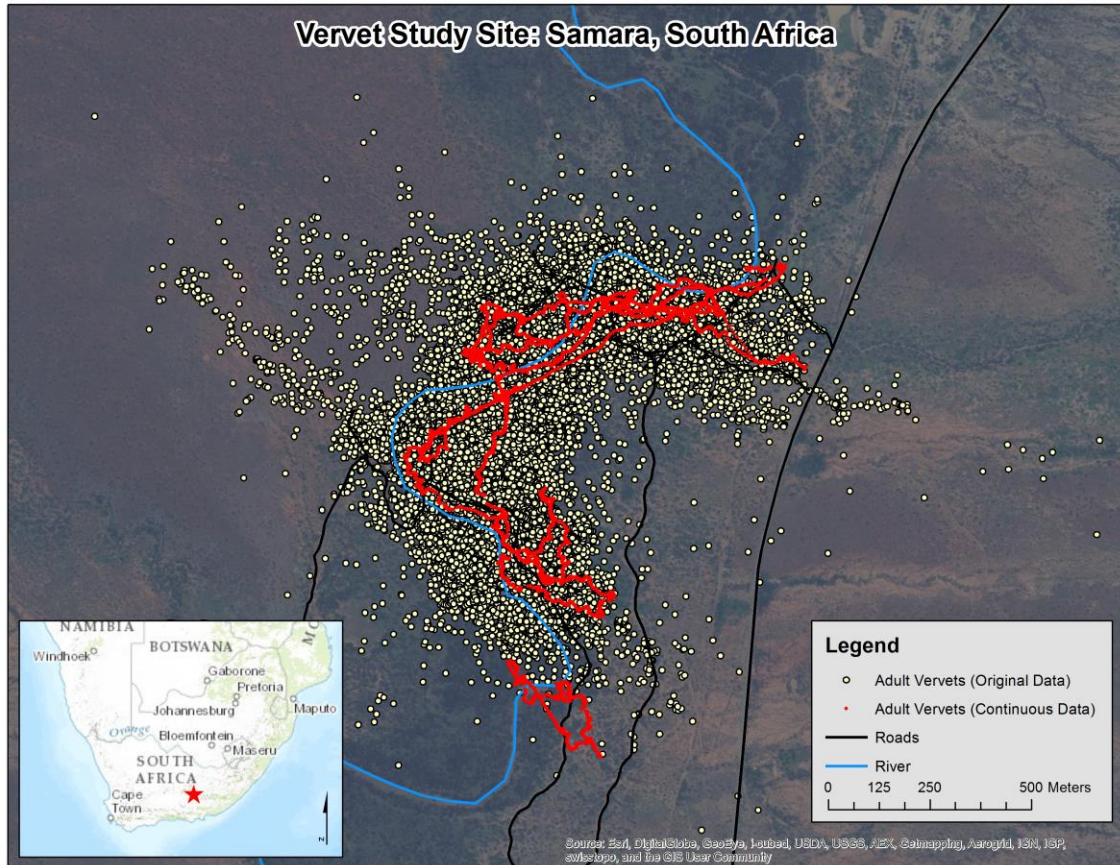 Vervet Study Site: Samara, South Africa
NAMIBIA
Windhoek
BOTSWANA
Gaborone
Pretoria
Johannesburg
Maputo
Orange
Bloemfontein
Maseru
SOUTH
AFRICA
Cape
Town
N
Legend
Adult Vervets (Original Data)
Adult Vervets (Continuous Data)
Roads
River
0 125 250 500 Meters
Source: Esri, DigitalGlobe, GeoEye, i-cubed, USDA, USGS, AEX, Getmapping, Aerogrid, IGN, IGP,
swisstopo, and the GIS User Community